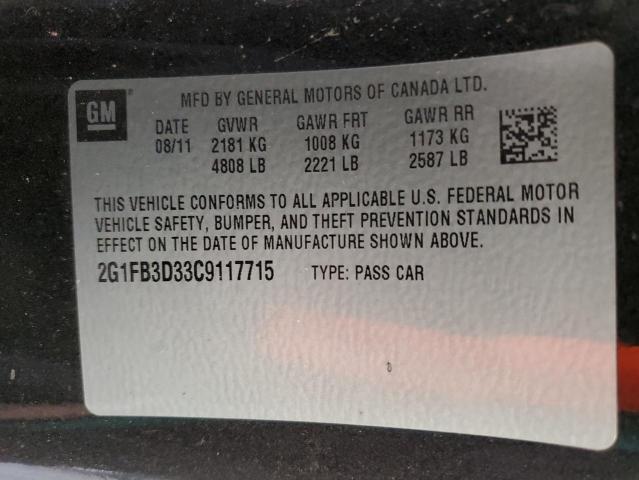 GM
MFD BY GENERAL MOTORS OF CANADA LTD.
DATE GVWR GAWR FRT GAWR RR
08/11 2181 KG 1008 KG 1173 KG
4808 LB 2221 LB 2587 LB
THIS VEHICLE CONFORMS TO ALL APPLICABLE U.S. FEDERAL MOTOR
VEHICLE SAFETY, BUMPER, AND THEFT PREVENTION STANDARDS IN
EFFECT ON THE DATE OF MANUFACTURE SHOWN ABOVE.
2G1FB3D33C9117715 TYPE: PASS CAR